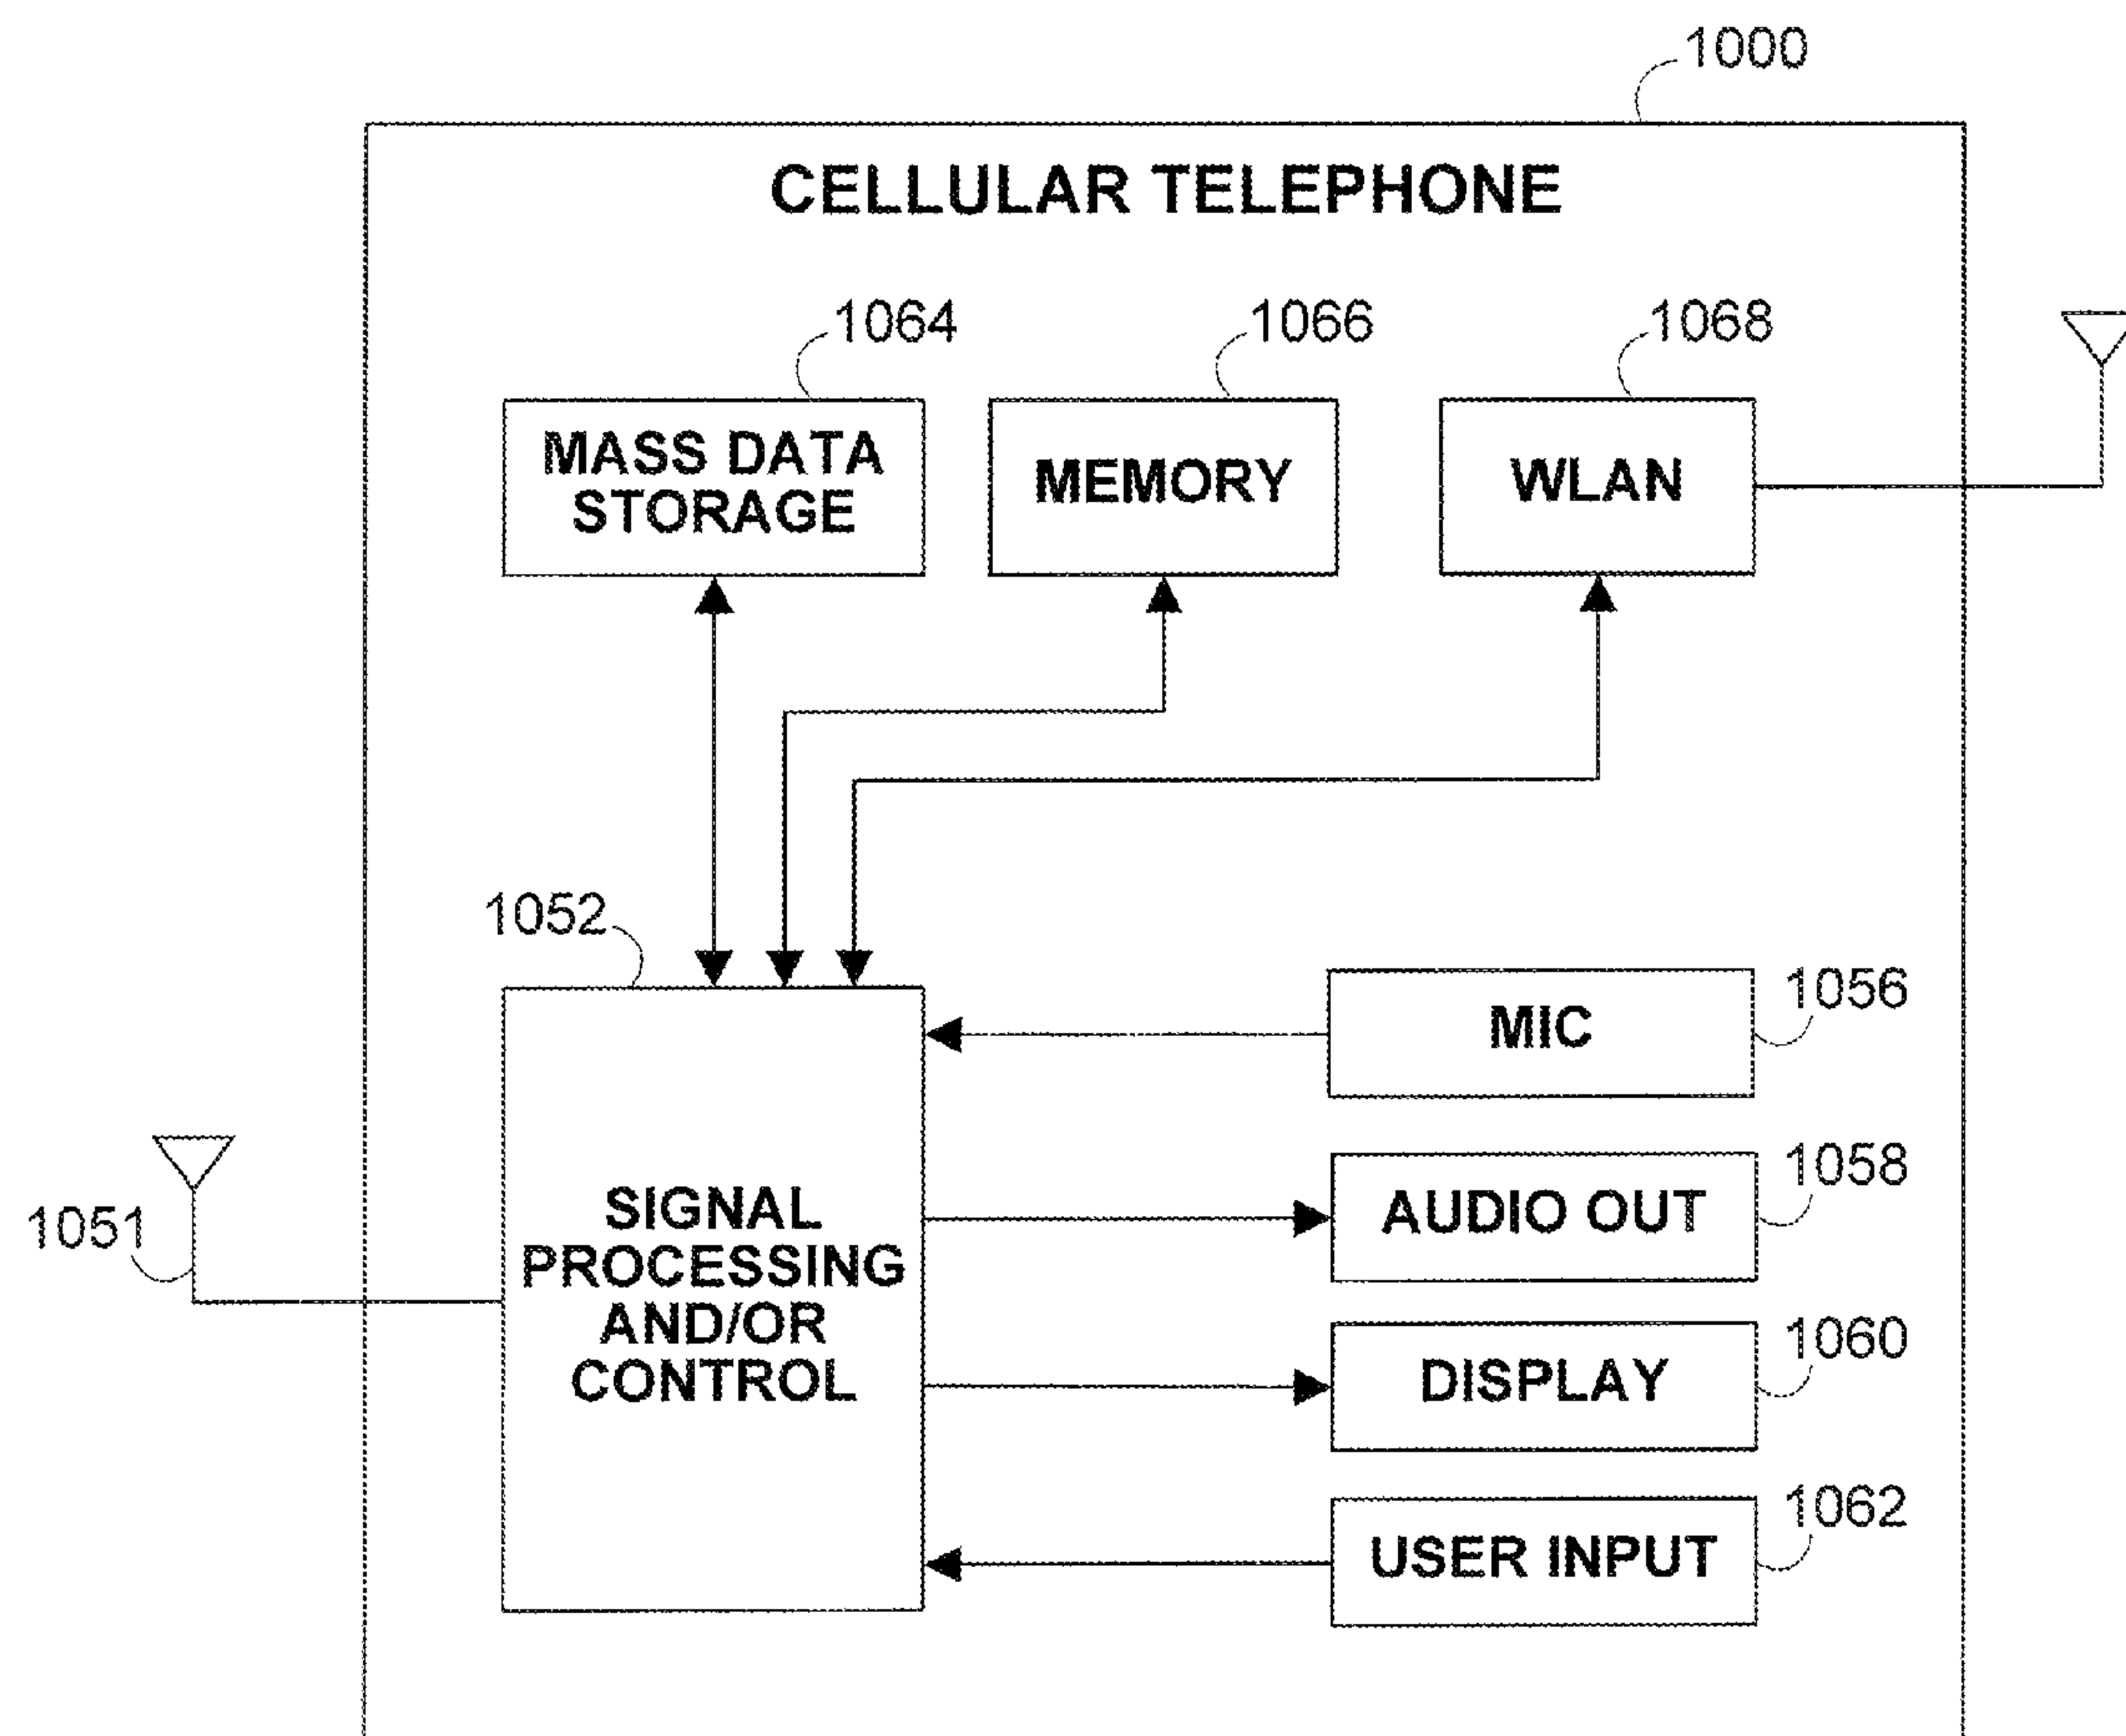 1000
CELLULAR TELEPHONE
1064
1066
1068
MASS DATA
STORAGE
MEMORY
WLAN
1052
MIC
1056
1051
SIGNAL
PROCESSING
AND/OR
CONTROL
AUDIO OUT
1058
DISPLAY
1060
USER INPUT
1062